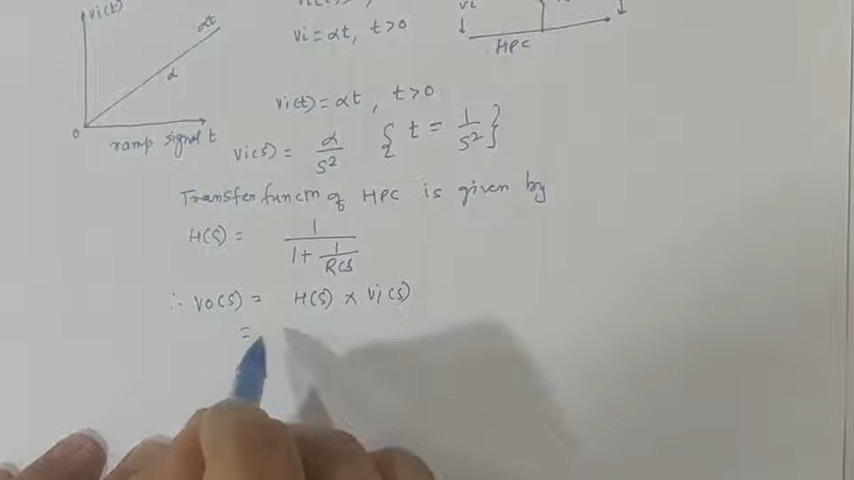 vi(t)
αt
α
0
ramp signal t
vi = αt, t>0
vi
HPC
vi(t) = αt, t>0
vi(s) = α/s² { t = 1/s² }
Transfer functn of HPC is given by
H(s) = 1/(1+ 1/RCS)
∴ vo(s) = H(s) × vi(s)
=